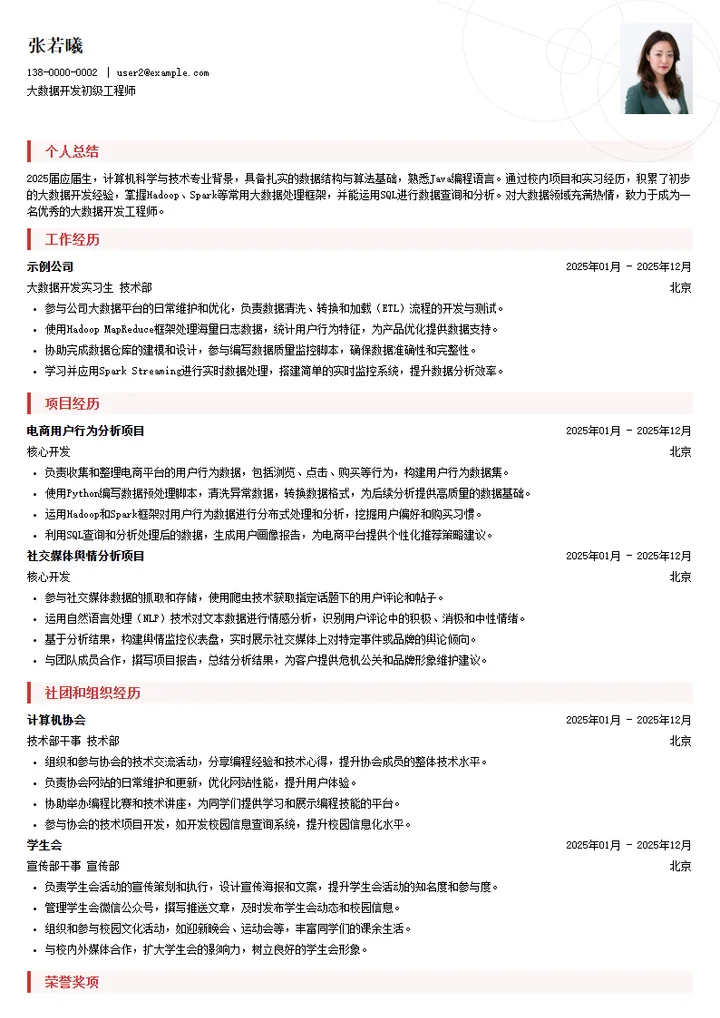 张若曦
138-0000-0002 | user2@example.com
大数据开发初级工程师
个人总结
2025届应届生，计算机科学与技术专业背景，具备扎实的数据结构与算法基础，熟悉Java编程语言。通过校内项目和实习经历，积累了初步
的大数据开发经验，掌握Hadoop、Spark等常用大数据处理框架，并能运用SQL进行数据查询和分析。对大数据领域充满热情，致力于成为一
名优秀的大数据开发工程师。
工作经历
示例公司 2025年01月 - 2025年12月
大数据开发实习生 技术部 北京
• 参与公司大数据平台的日常维护和优化，负责数据清洗、转换和加载（ETL）流程的开发与测试。
• 使用Hadoop MapReduce框架处理海量日志数据，统计用户行为特征，为产品优化提供数据支持。
• 协助完成数据仓库的建模和设计，参与编写数据质量监控脚本，确保数据准确性和完整性。
• 学习并应用Spark Streaming进行实时数据处理，搭建简单的实时监控系统，提升数据分析效率。
项目经历
电商用户行为分析项目 2025年01月 - 2025年12月
核心开发 北京
• 负责收集和整理电商平台的用户行为数据，包括浏览、点击、购买等行为，构建用户行为数据集。
• 使用Python编写数据预处理脚本，清洗异常数据，转换数据格式，为后续分析提供高质量的数据基础。
• 运用Hadoop和Spark框架对用户行为数据进行分布式处理和分析，挖掘用户偏好和购买习惯。
• 利用SQL查询和分析处理后的数据，生成用户画像报告，为电商平台提供个性化推荐策略建议。
社交媒体舆情分析项目 2025年01月 - 2025年12月
核心开发 北京
• 参与社交媒体数据的抓取和存储，使用爬虫技术获取指定话题下的用户评论和帖子。
• 运用自然语言处理（NLP）技术对文本数据进行情感分析，识别用户评论中的积极、消极和中性情绪。
• 基于分析结果，构建舆情监控仪表盘，实时展示社交媒体上对特定事件或品牌的舆论倾向。
• 与团队成员合作，撰写项目报告，总结分析结果，为客户提供危机公关和品牌形象维护建议。
社团和组织经历
计算机协会 2025年01月 - 2025年12月
技术部干事 技术部 北京
• 组织和参与协会的技术交流活动，分享编程经验和技术心得，提升协会成员的整体技术水平。
• 负责协会网站的日常维护和更新，优化网站性能，提升用户体验。
• 协助举办编程比赛和技术讲座，为同学们提供学习和展示编程技能的平台。
• 参与协会的技术项目开发，如开发校园信息查询系统，提升校园信息化水平。
学生会 2025年01月 - 2025年12月
宣传部干事 宣传部 北京
• 负责学生会活动的宣传策划和执行，设计宣传海报和文案，提升学生会活动的知名度和参与度。
• 管理学生会微信公众号，撰写推送文章，及时发布学生会动态和校园信息。
• 组织和参与校园文化活动，如迎新晚会、运动会等，丰富同学们的课余生活。
• 与校内外媒体合作，扩大学生会的影响力，树立良好的学生会形象。
荣誉奖项